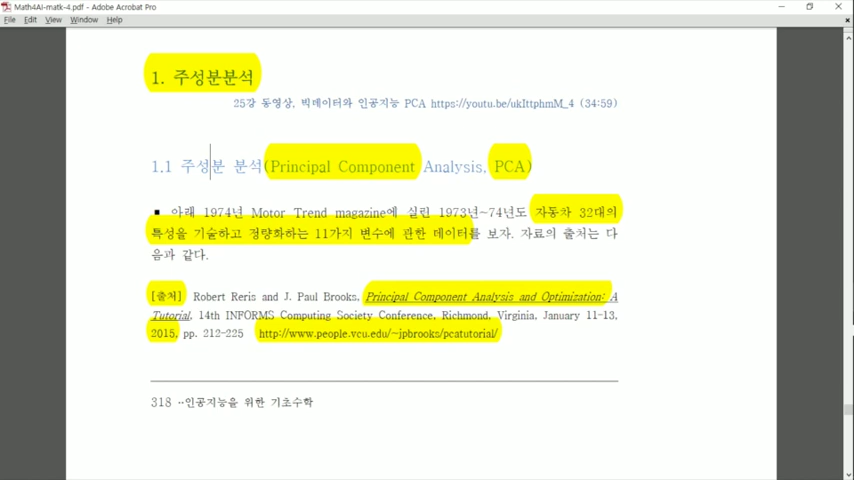 Math4AI-matk-4.pdf - Adobe Acrobat Pro
File Edit View Window Help
1. 주성분분석
25강 동영상, 빅데이터와 인공지능 PCA https://youtu.be/ukIttphmM_4 (34:59)
1.1 주성분 분석(Principal Component Analysis, PCA)
▪ 아래 1974년 Motor Trend magazine에 실린 1973년~74년도 자동차 32대의
특성을 기술하고 정량화하는 11가지 변수에 관한 데이터를 보자. 자료의 출처는 다
음과 같다.
[출처] Robert Reris and J. Paul Brooks, Principal Component Analysis and Optimization: A
Tutorial, 14th INFORMS Computing Society Conference, Richmond, Virginia, January 11-13,
2015, pp. 212-225 http://www.people.vcu.edu/~jpbrooks/pcatutorial/
318 ··인공지능을 위한 기초수학